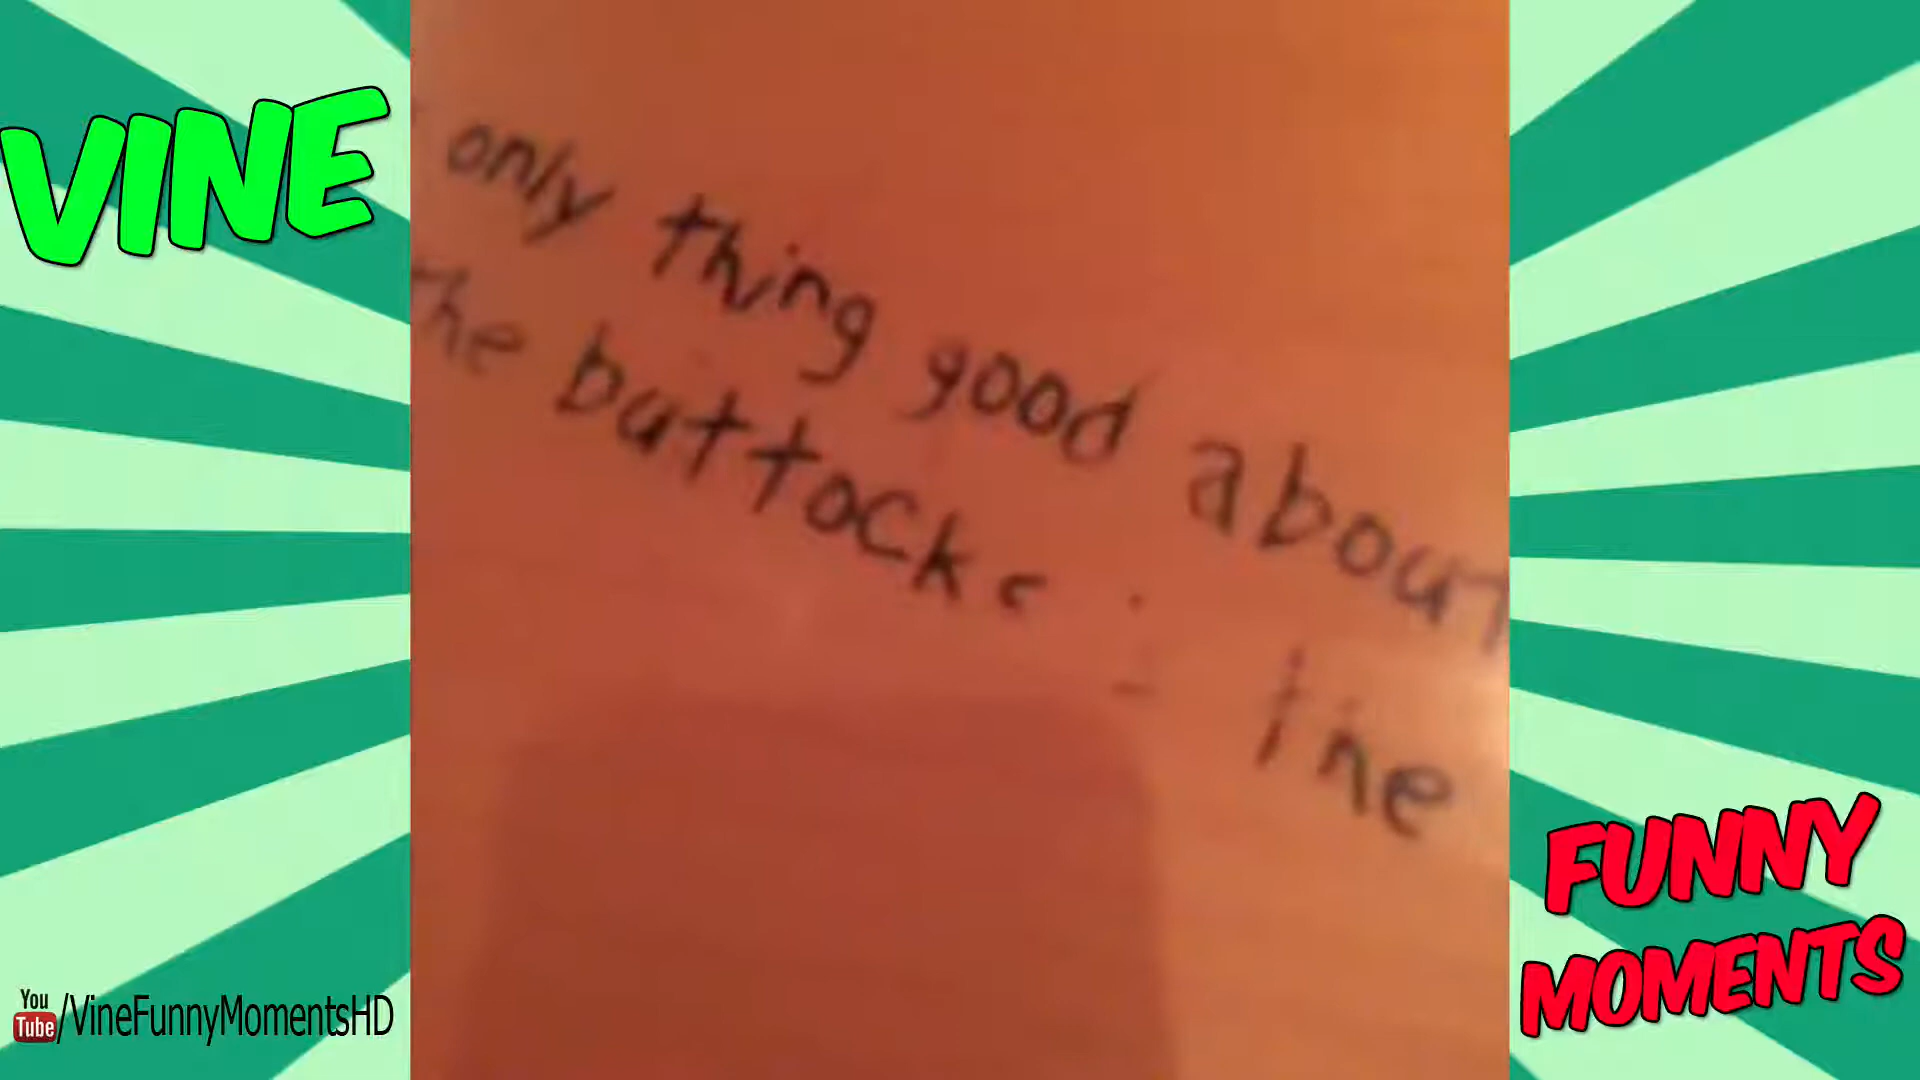 VINE
only thing good about
the buttocks
the
FUNNY
MOMENTS
You
Tube /VineFunnyMomentsHD